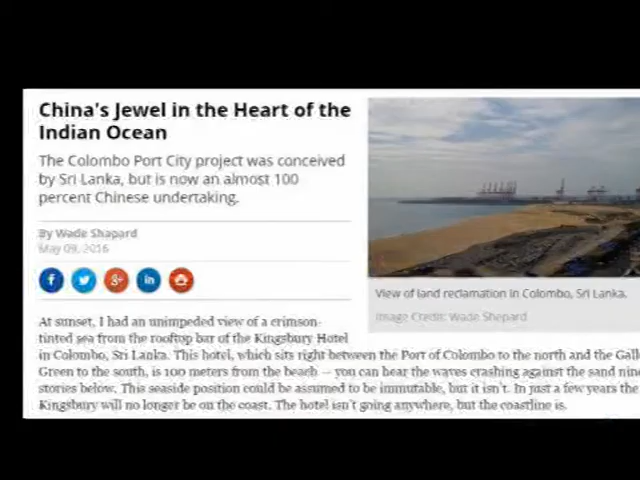 China's Jewel in the Heart of the
Indian Ocean
The Colombo Port City project was conceived
by Sri Lanka, but is now an almost 100
percent Chinese undertaking.
By Wade Shapard
May 09, 2016
f
g+
in
View of land reclamation in Colombo, Sri Lanka.
Image Credit: Wade Shepard
At sunset, I had an unimpeded view of a crimson-
tinted sea from the rooftop bar of the Kingsbury Hotel
in Colombo, Sri Lanka. This hotel, which sits right between the Port of Colombo to the north and the Gall
Green to the south, is 100 meters from the beach — you can hear the waves crashing against the sand nine
stories below. This seaside position could be assumed to be immutable, but it isn't. In just a few years the
Kingsbury will no longer be on the coast. The hotel isn't going anywhere, but the coastline is.